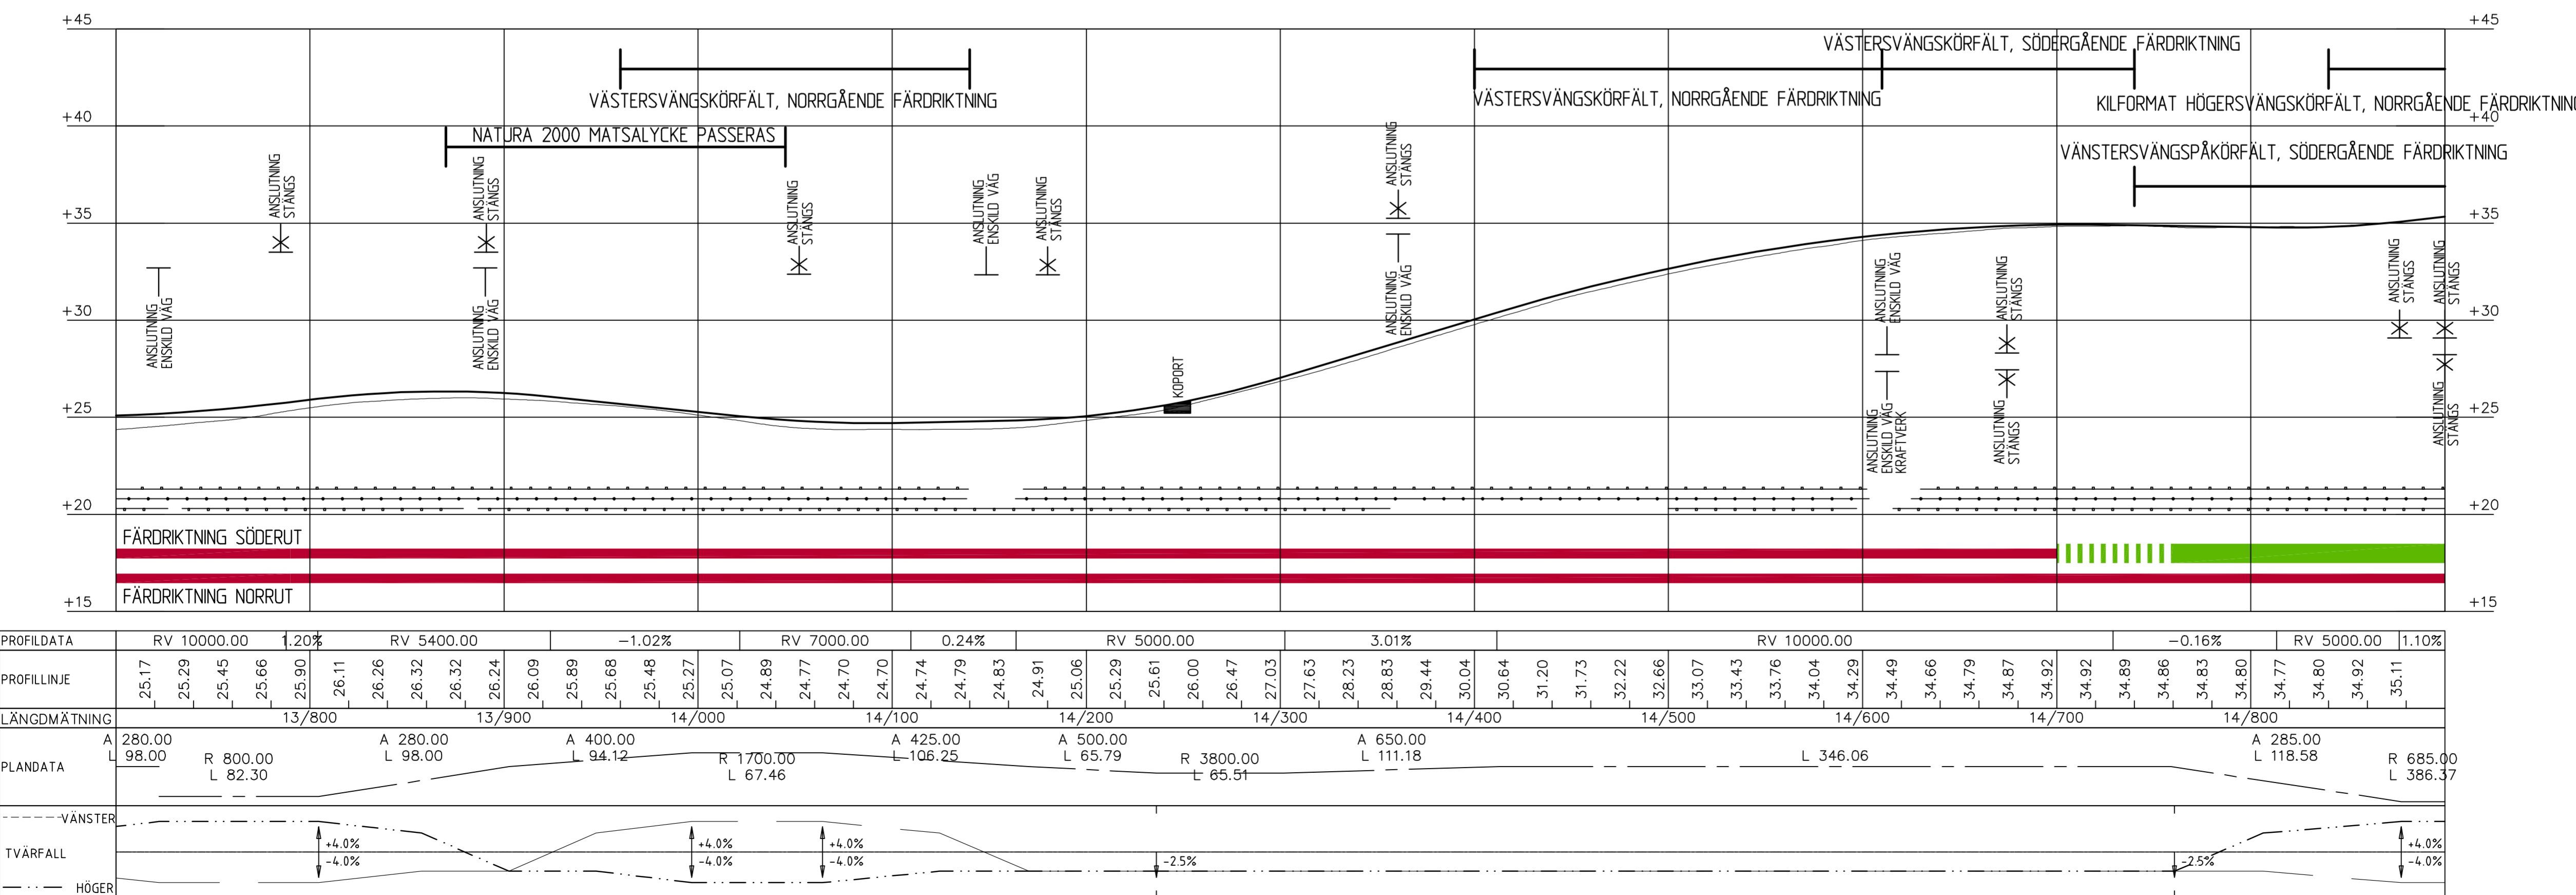 +45
+45
VÄSTERSVÄNGSKÖRFÄLT, SÖDERGÅENDE FÄRDRIKTNING
VÄSTERSVÄNGSKÖRFÄLT, NORRGÅENDE FÄRDRIKTNING
VÄSTERSVÄNGSKÖRFÄLT, NORRGÅENDE FÄRDRIKTNING
KILFORMAT HÖGERSVÄNGSKÖRFÄLT, NORRGÅENDE FÄRDRIKTNING
+40
+40
NATURA 2000 MATSALYCKE PASSERAS
VÄNSTERSVÄNGSPÅKÖRFÄLT, SÖDERGÅENDE FÄRDRIKTNING
ANSLUTNING
STÄNGS
ANSLUTNING
STÄNGS
ANSLUTNING
STÄNGS
ANSLUTNING
ENSKILD VÄG
ANSLUTNING
STÄNGS
ANSLUTNING
STÄNGS
+35
+35
ANSLUTNING
ENSKILD VÄG
ANSLUTNING
ENSKILD VÄG
ANSLUTNING
ENSKILD VÄG
ANSLUTNING
ENSKILD VÄG
ANSLUTNING
STÄNGS
ANSLUTNING
STÄNGS
ANSLUTNING
STÄNGS
+30
+30
KOPORT
ANSLUTNING
ENSKILD VÄG
KRAFTVERK
ANSLUTNING
STÄNGS
ANSLUTNING
STÄNGS
+25
+25
+20
+20
FÄRDRIKTNING SÖDERUT
FÄRDRIKTNING NORRUT
+15
+15
PROFILDATA RV 10000.00 1.20% RV 5400.00 -1.02% RV 7000.00 0.24% RV 5000.00 3.01% RV 10000.00 -0.16% RV 5000.00 1.10%
PROFILLINJE 25.17 25.29 25.45 25.66 25.90 26.11 26.26 26.32 26.32 26.24 26.09 25.89 25.68 25.48 25.27 25.07 24.89 24.77 24.70 24.70 24.74 24.79 24.83 24.91 25.06 25.29 25.61 26.00 26.47 27.03 27.63 28.23 28.83 29.44 30.04 30.64 31.20 31.73 32.22 32.66 33.07 33.43 33.76 34.04 34.29 34.49 34.66 34.79 34.87 34.92 34.92 34.89 34.86 34.83 34.80 34.77 34.80 34.92 35.11
LÄNGDMÄTNING 13/800 13/900 14/000 14/100 14/200 14/300 14/400 14/500 14/600 14/700 14/800
PLANDATA
A 280.00
L 98.00
R 800.00
L 82.30
A 280.00
L 98.00
A 400.00
L 94.12
R 1700.00
L 67.46
A 425.00
L 106.25
A 500.00
L 65.79
R 3800.00
L 65.51
A 650.00
L 111.18
L 346.06
A 285.00
L 118.58
R 685.00
L 386.37
VÄNSTER
TVÄRFALL
HÖGER
+4.0%
-4.0%
+4.0%
-4.0%
+4.0%
-4.0%
-2.5%
-2.5%
+4.0%
-4.0%